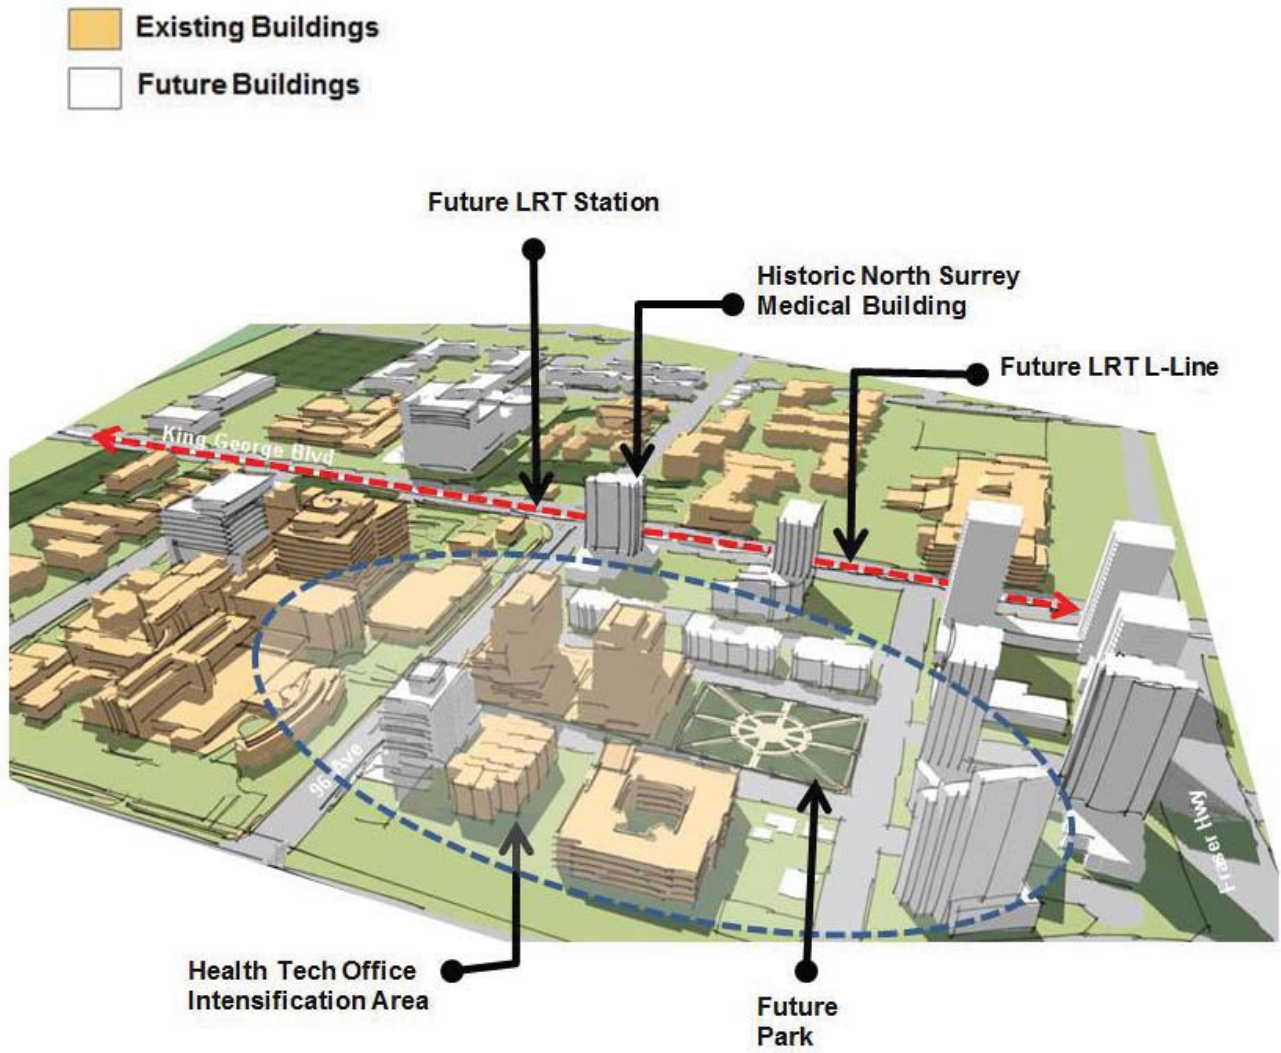 Existing Buildings
Future Buildings
Future LRT Station
Historic North Surrey
Medical Building
Future LRT L-Line
King George Blvd
96 Ave
Fraser Hwy
Health Tech Office
Intensification Area
Future
Park